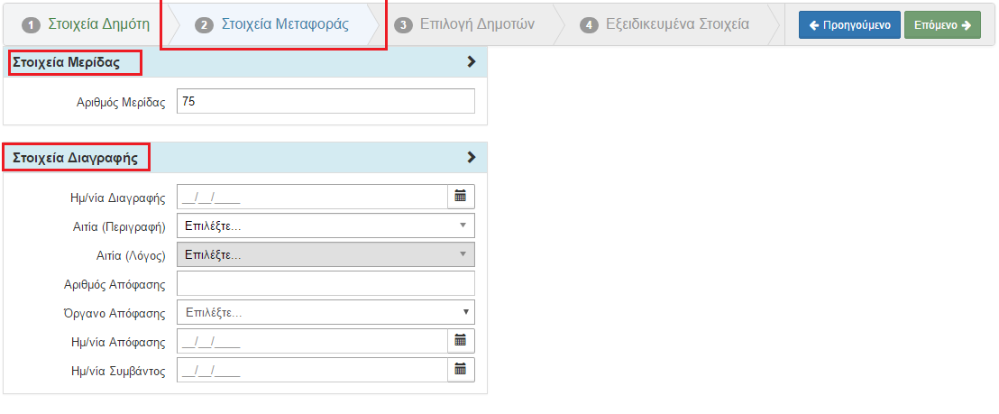 1 Στοιχεία Δημότη 2 Στοιχεία Μεταφοράς 3 Επιλογή Δημοτών 4 Εξειδικευμένα Στοιχεία Προηγούμενο Επόμενο
Στοιχεία Μερίδας
Αριθμός Μερίδας 75
Στοιχεία Διαγραφής
Ημ/νία Διαγραφής __/__/____
Αιτία (Περιγραφή) Επιλέξτε...
Αιτία (Λόγος) Επιλέξτε...
Αριθμός Απόφασης
Όργανο Απόφασης Επιλέξτε...
Ημ/νία Απόφασης __/__/____
Ημ/νία Συμβάντος __/__/____